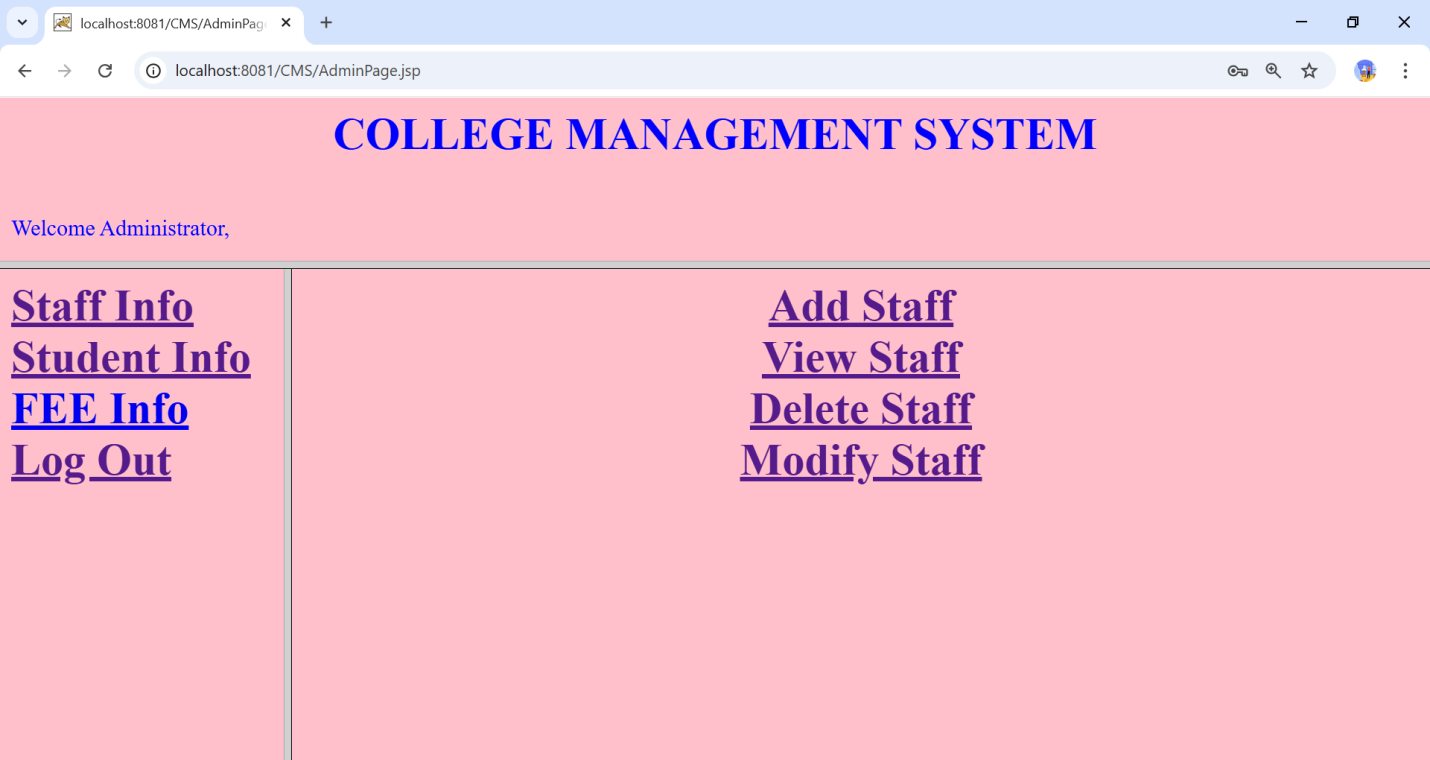 localhost:8081/CMS/AdminPag
localhost:8081/CMS/AdminPage.jsp
COLLEGE MANAGEMENT SYSTEM
Welcome Administrator,
Staff Info
Student Info
FEE Info
Log Out
Add Staff
View Staff
Delete Staff
Modify Staff